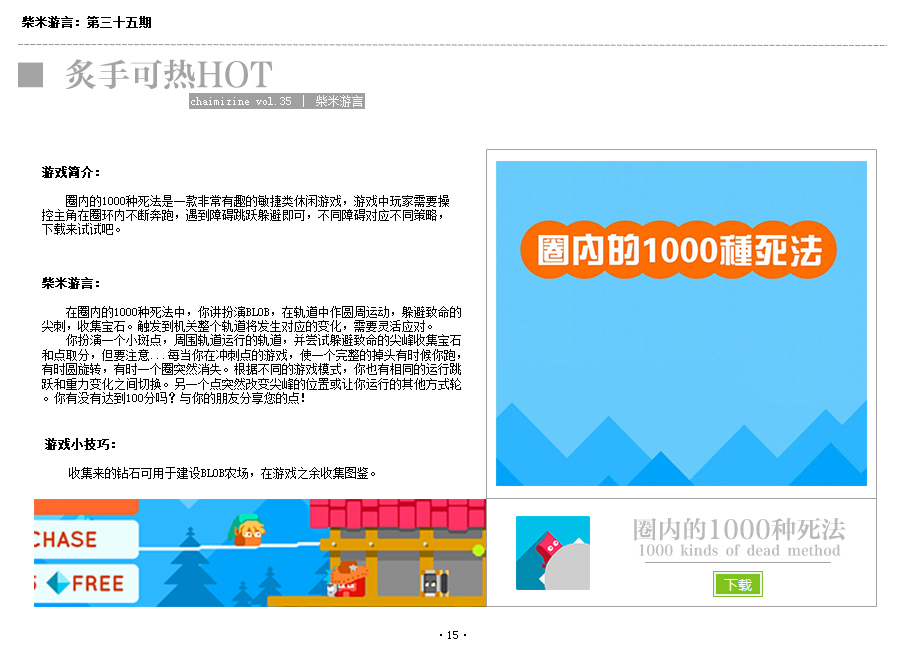 柴米游言：第三十五期
炙手可热HOT
chaimizine vol.35 | 柴米游言
游戏简介：
圈内的1000种死法是一款非常有趣的敏捷类休闲游戏，游戏中玩家需要操
控主角在圈环内不断奔跑，遇到障碍跳跃躲避即可，不同障碍对应不同策略，
下载来试试吧。
柴米游言：
在圈内的1000种死法中，你讲扮演BLOB，在轨道中作圆周运动，躲避致命的
尖刺，收集宝石。触发到机关整个轨道将发生对应的变化，需要灵活应对。
你扮演一个小斑点，周围轨道运行的轨道，并尝试躲避致命的尖峰收集宝石
和点取分，但要注意...每当你在冲刺点的游戏，使一个完整的掉头有时候你跑，
有时圆旋转，有时一个圈突然消失。根据不同的游戏模式，你也有相同的运行跳
跃和重力变化之间切换。另一个点突然改变尖峰的位置或让你运行的其他方式轮
。你有没有达到100分吗？与你的朋友分享您的点！
游戏小技巧：
收集来的钻石可用于建设BLOB农场，在游戏之余收集图鉴。
圈內的1000種死法
CHASE
5 FREE
圈内的1000种死法
1000 kinds of dead method
下载
·15·